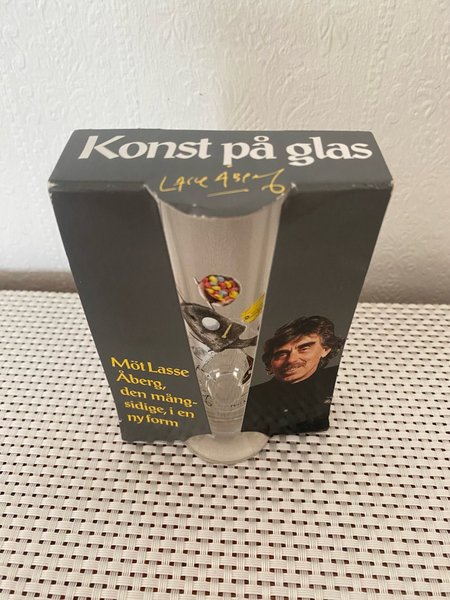 Konst på glas
Lasse Åberg
Möt Lasse
Åberg,
den mång-
sidige, i en
ny form